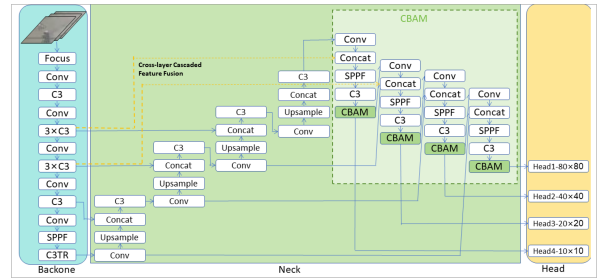 CBAM
Cross-layer Cascaded
Feature Fusion
Focus
Conv
C3
Conv
3×C3
Conv
3×C3
Conv
C3
Conv
SPPF
C3TR
Backone
C3
Concat
Upsample
Conv
C3
Concat
Upsample
Conv
C3
Concat
Upsample
Conv
C3
Concat
Upsample
Conv
Conv
Concat
SPPF
C3
CBAM
Conv
Concat
SPPF
C3
CBAM
Conv
Concat
SPPF
C3
CBAM
Conv
Concat
SPPF
C3
CBAM
Neck
Head1-80×80
Head2-40×40
Head3-20×20
Head4-10×10
Head